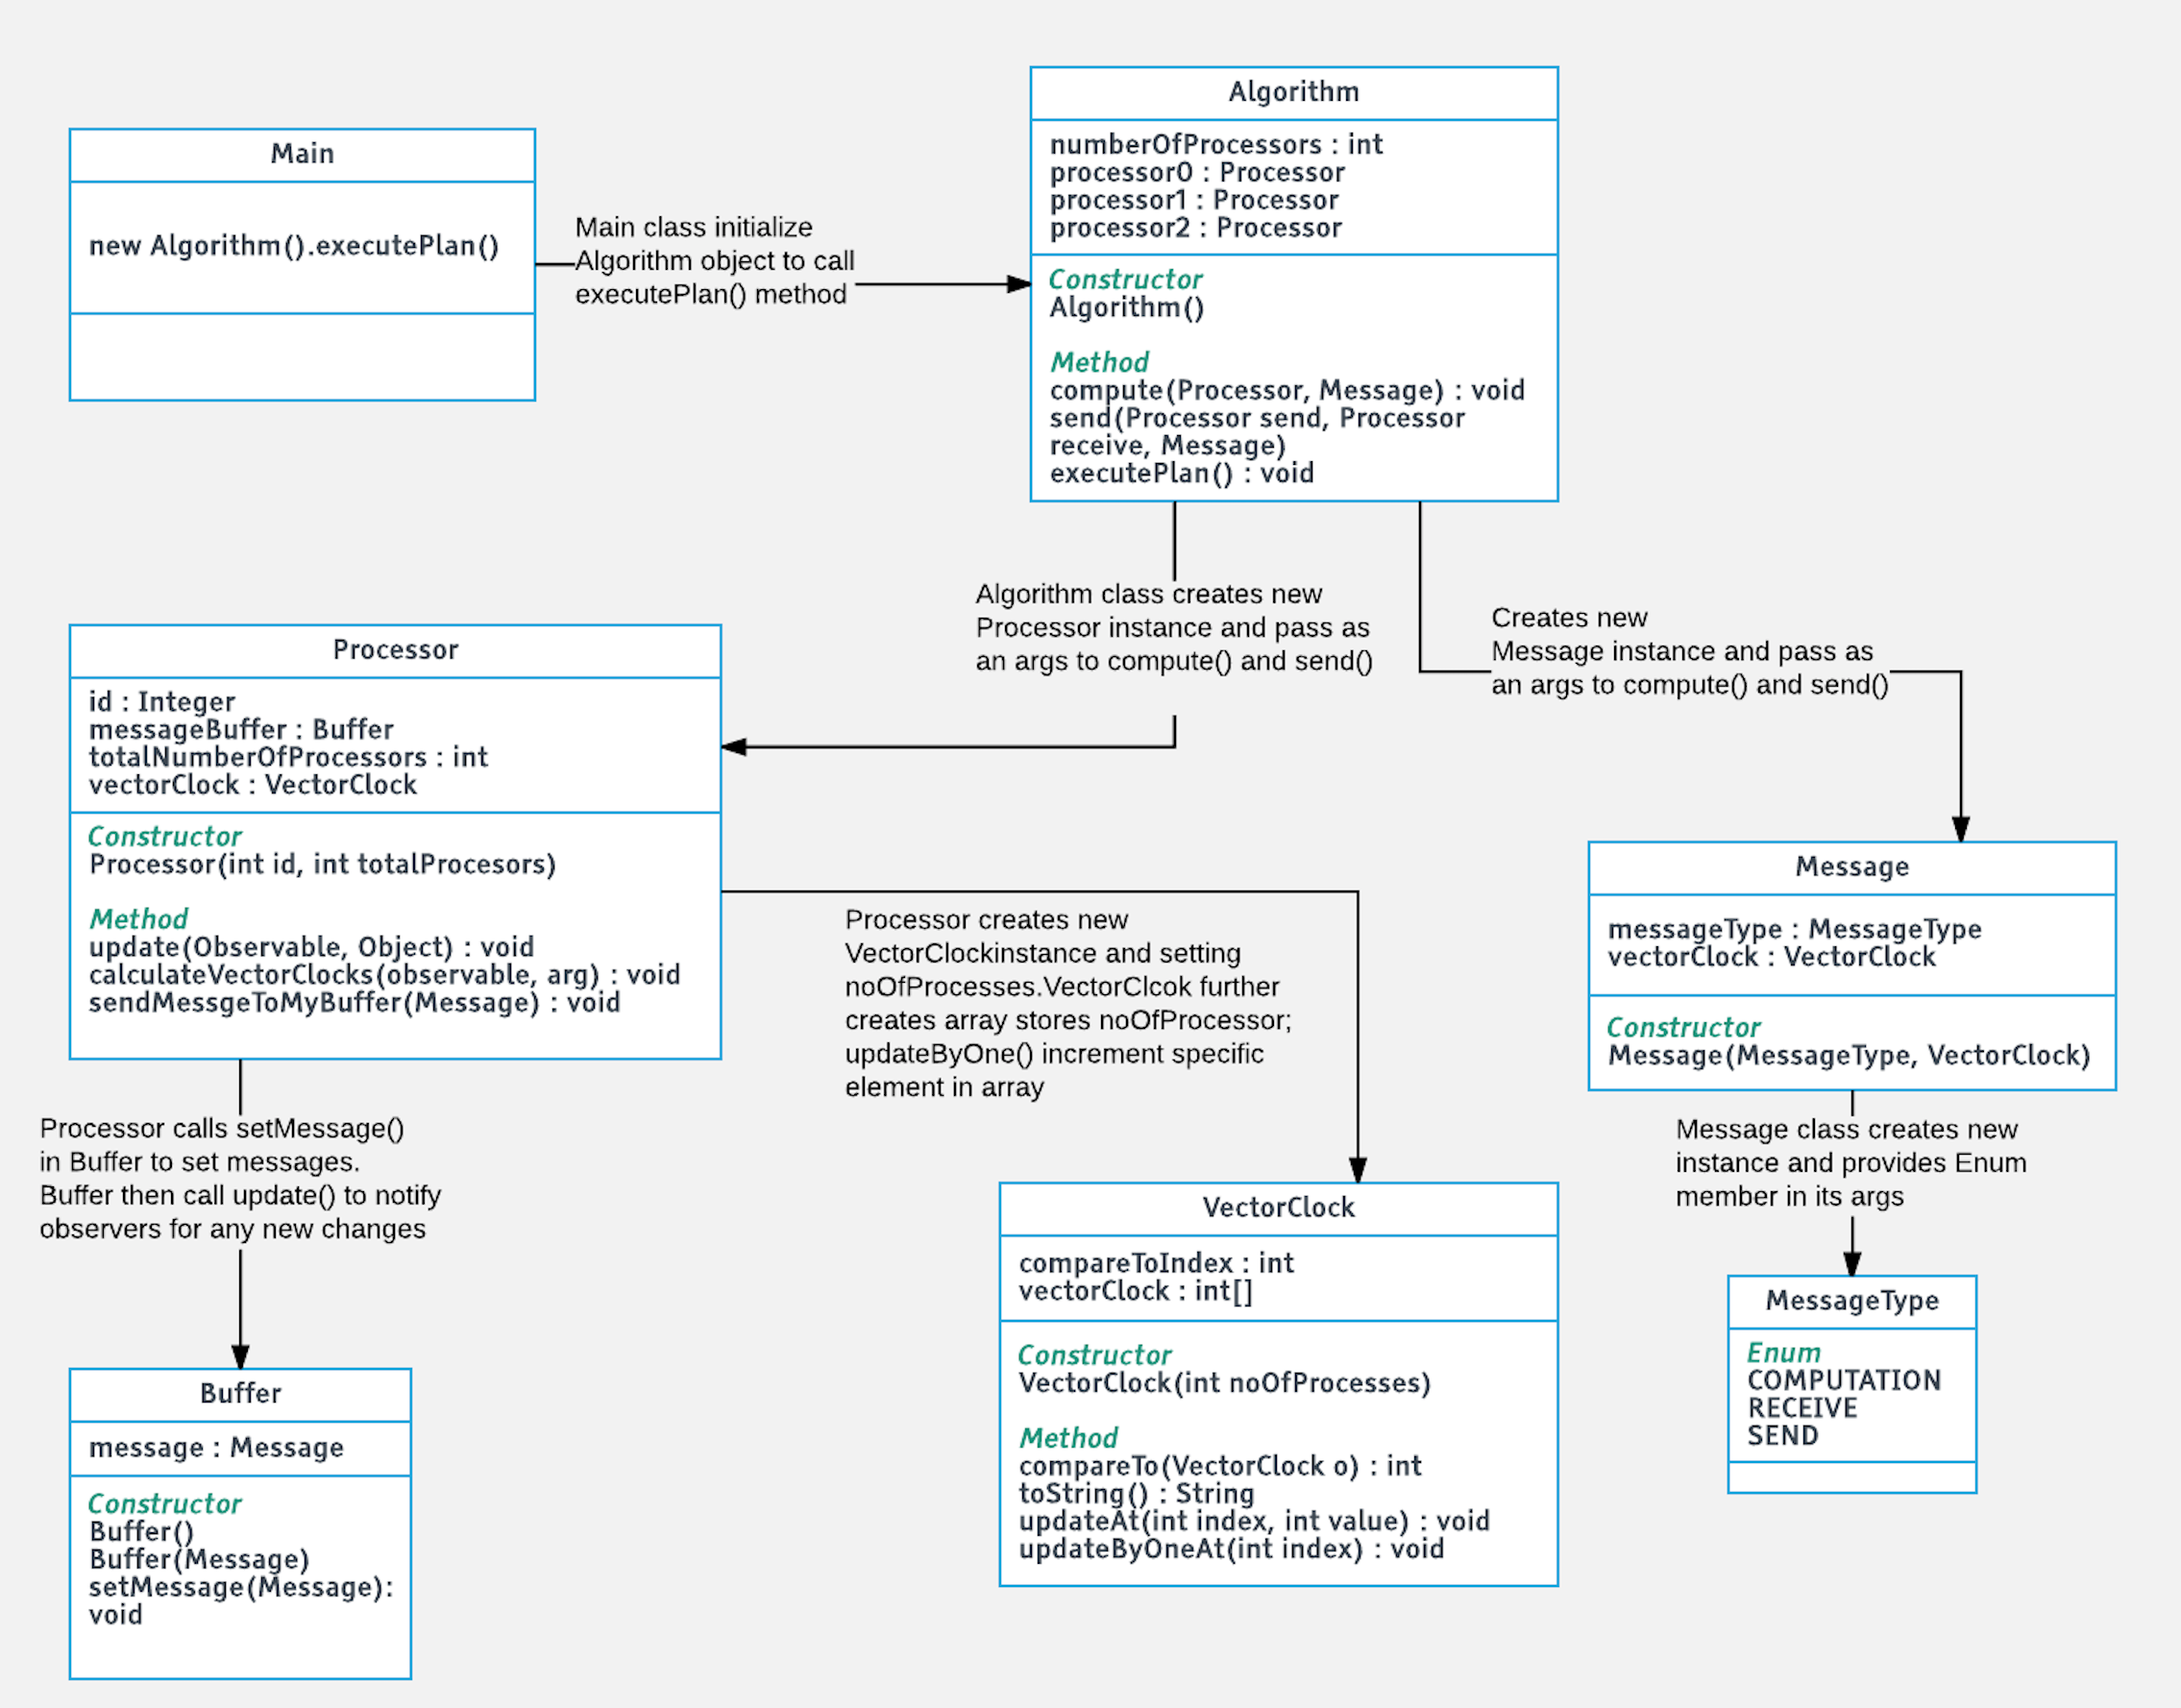 Main
new Algorithm().executePlan()
Main class initialize
Algorithm object to call
executePlan() method
Algorithm
numberOfProcessors : int
processor0 : Processor
processor1 : Processor
processor2 : Processor
Constructor
Algorithm()
Method
compute(Processor, Message) : void
send(Processor send, Processor
receive, Message)
executePlan() : void
Algorithm class creates new
Processor instance and pass as
an args to compute() and send()
Creates new
Message instance and pass as
an args to compute() and send()
Processor
id : Integer
messageBuffer : Buffer
totalNumberOfProcessors : int
vectorClock : VectorClock
Constructor
Processor(int id, int totalProcesors)
Method
update(Observable, Object) : void
calculateVectorClocks(observable, arg) : void
sendMessgeToMyBuffer(Message) : void
Processor creates new
VectorClockinstance and setting
noOfProcesses.VectorClcok further
creates array stores noOfProcessor;
updateByOne() increment specific
element in array
Message
messageType : MessageType
vectorClock : VectorClock
Constructor
Message(MessageType, VectorClock)
Processor calls setMessage()
in Buffer to set messages.
Buffer then call update() to notify
observers for any new changes
Message class creates new
instance and provides Enum
member in its args
Buffer
message : Message
Constructor
Buffer()
Buffer(Message)
setMessage(Message):
void
VectorClock
compareToIndex : int
vectorClock : int[]
Constructor
VectorClock(int noOfProcesses)
Method
compareTo(VectorClock o) : int
toString() : String
updateAt(int index, int value) : void
updateByOneAt(int index) : void
MessageType
Enum
COMPUTATION
RECEIVE
SEND